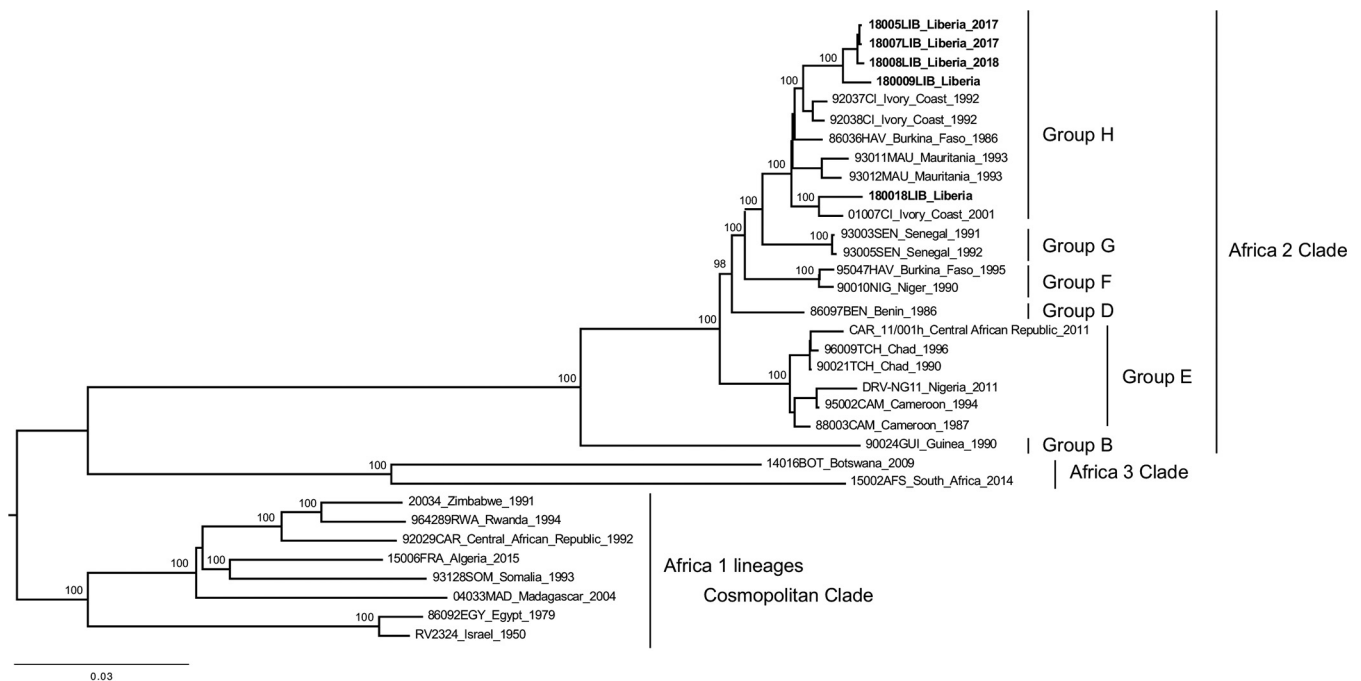 18005LIB_Liberia_2017
18007LIB_Liberia_2017
18008LIB_Liberia_2018
100
180009LIB_Liberia
100
92037CI_Ivory_Coast_1992
92038CI_Ivory_Coast_1992
Group H
86036HAV_Burkina_Faso_1986
93011MAU_Mauritania_1993
100
93012MAU_Mauritania_1993
180018LIB_Liberia
100
100
01007CI_Ivory_Coast_2001
100
93003SEN_Senegal_1991
100
Group G
Africa 2 Clade
93005SEN_Senegal_1992
98
95047HAV_Burkina_Faso_1995
100
Group F
90010NIG_Niger_1990
86097BEN_Benin_1986
Group D
100
CAR_11/001h_Central African Republic_2011
96009TCH_Chad_1996
90021TCH_Chad_1990
100
Group E
100
DRV-NG11_Nigeria_2011
95002CAM_Cameroon_1994
88003CAM_Cameroon_1987
90024GUI_Guinea_1990
Group B
100
14016BOT_Botswana_2009
Africa 3 Clade
15002AFS_South_Africa_2014
100
20034_Zimbabwe_1991
100
964289RWA_Rwanda_1994
92029CAR_Central_African_Republic_1992
100
100
15006FRA_Algeria_2015
Africa 1 lineages
93128SOM_Somalia_1993
100
04033MAD_Madagascar_2004
Cosmopolitan Clade
100
86092EGY_Egypt_1979
RV2324_Israel_1950
0.03